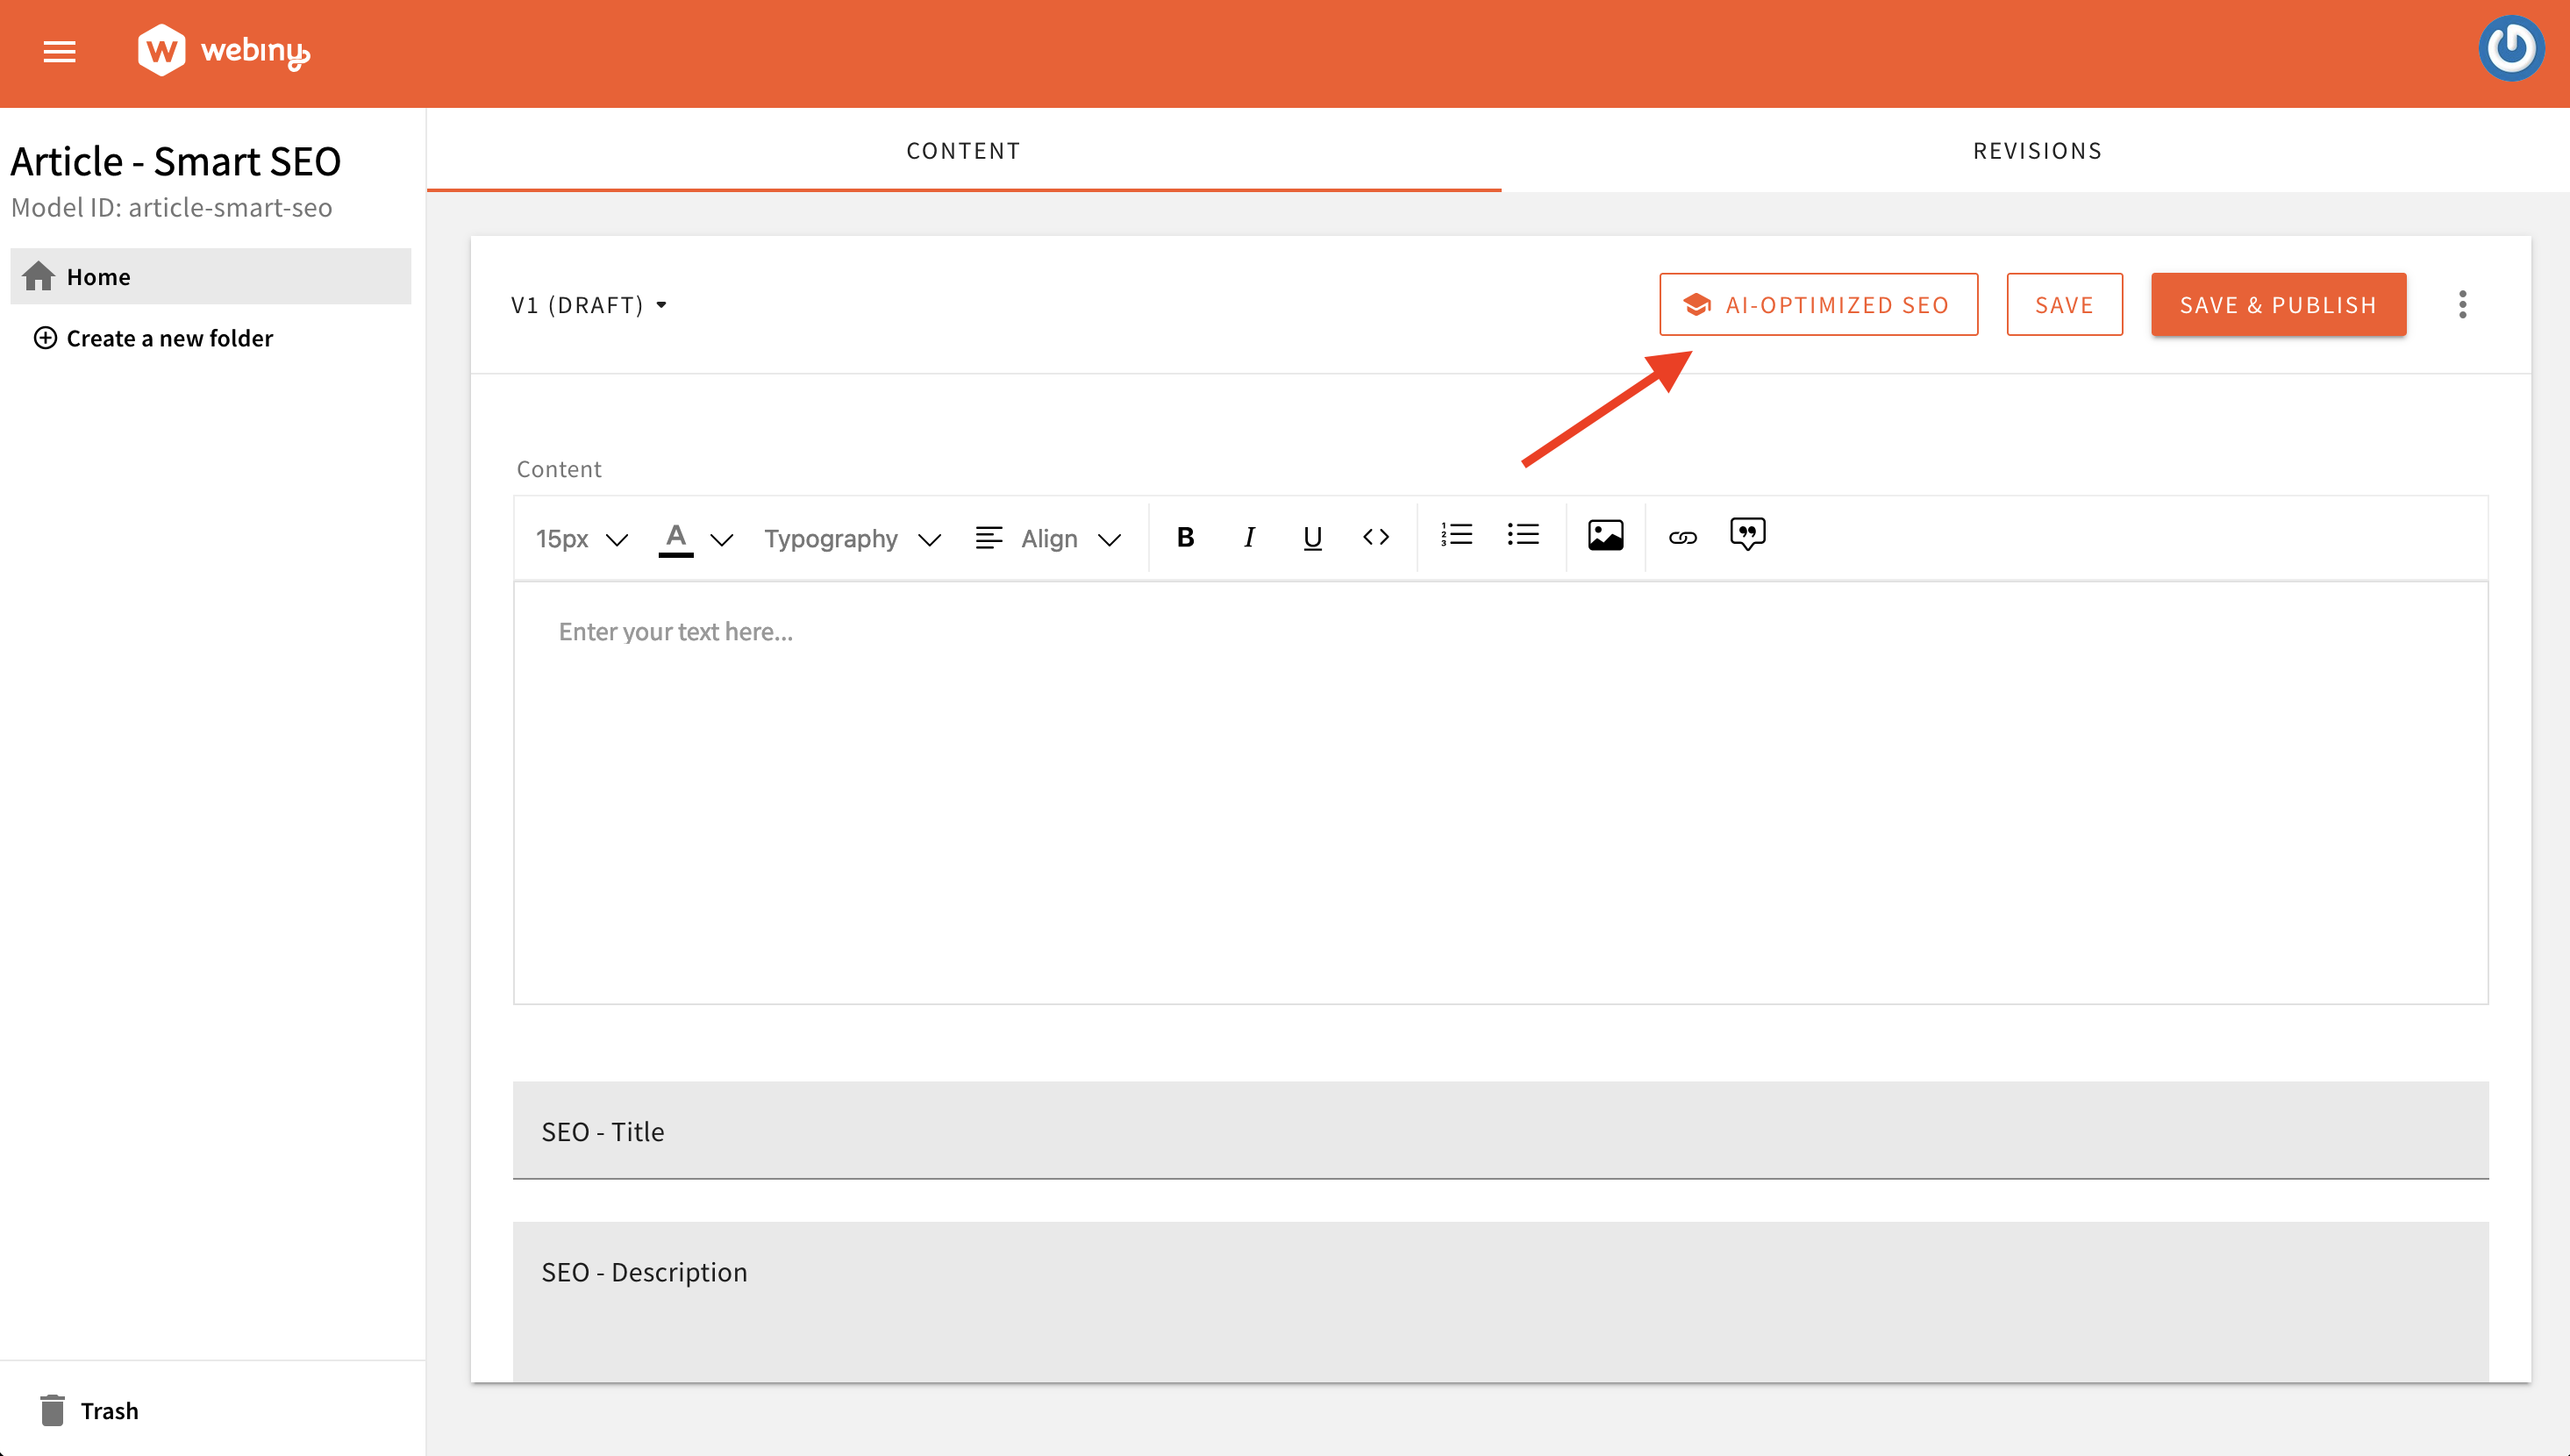 webiny
Article - Smart SEO
Model ID: article-smart-seo
Home
Create a new folder
Trash
CONTENT
REVISIONS
V1 (DRAFT)
AI-OPTIMIZED SEO
SAVE
SAVE & PUBLISH
Content
15px A Typography Align B I U <>
Enter your text here...
SEO - Title
SEO - Description